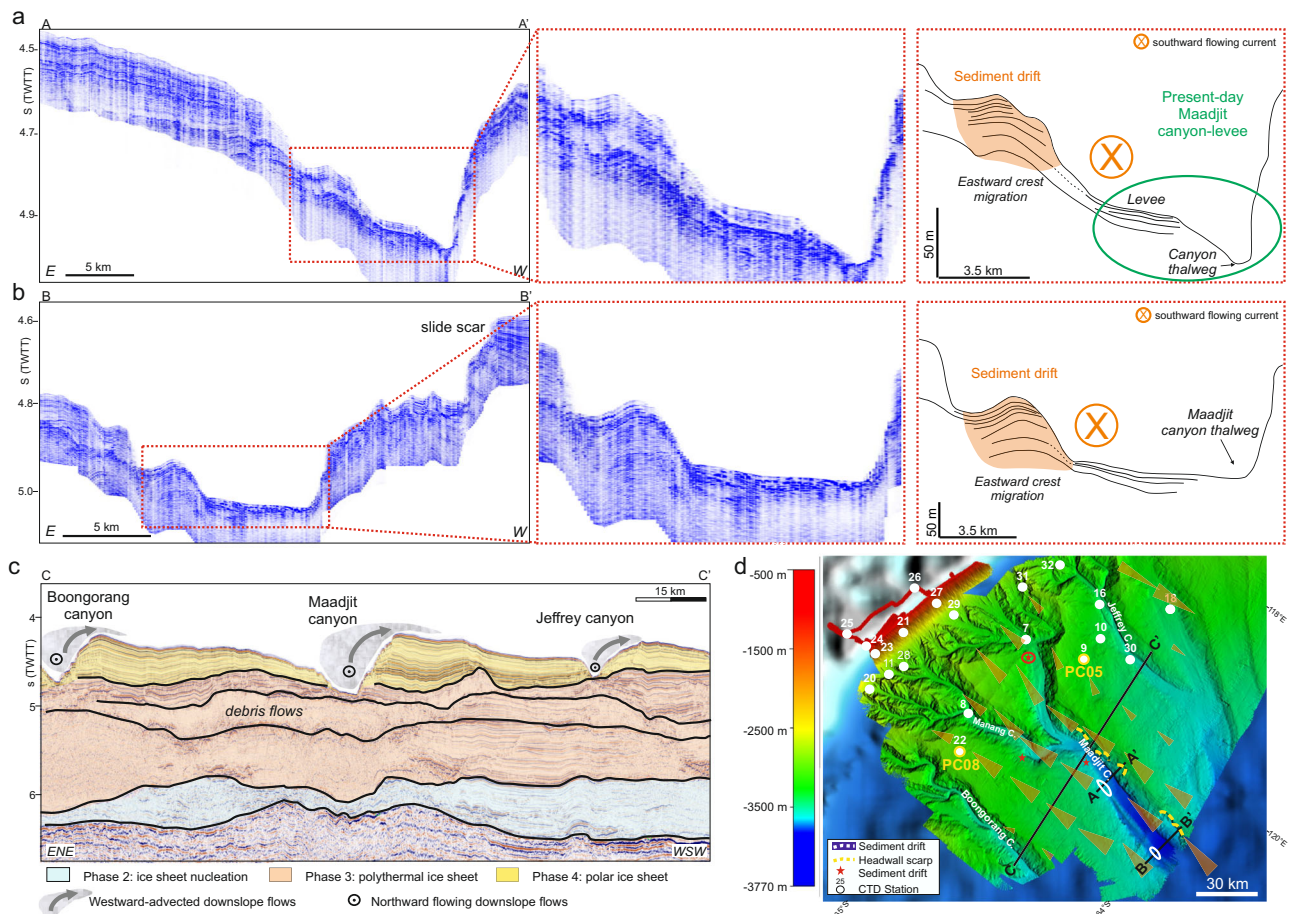 a
A
A'
4.5
4.7
4.9
S (TWTT)
5 km
E
W
southward flowing current
Sediment drift
Present-day
Maadjit
canyon-levee
X
Eastward crest
migration
Levee
Canyon
thalweg
50 m
3.5 km
b
B
B'
4.6
4.8
5.0
S (TWTT)
slide scar
5 km
E
W
southward flowing current
Sediment drift
X
Maadjit
canyon thalweg
Eastward crest
migration
50 m
3.5 km
c
C
C'
15 km
Boongorang
canyon
Maadjit
canyon
Jeffrey canyon
4
5
6
s (TWTT)
debris flows
ENE
WSW
Phase 2: ice sheet nucleation
Phase 3: polythermal ice sheet
Phase 4: polar ice sheet
Westward-advected downslope flows
Northward flowing downslope flows
d
-500 m
-1500 m
-2500 m
-3500 m
-3770 m
26
27
25
24
23
21
29
31
32
16
18
7
10
9
30
PC05
28
11
20
8
22
PC08
Jeffrey C.
Manang C.
Maadjit C.
Boongorang C.
A
A'
B
B'
C
C'
118°E
120°E
Sediment drift
Headwall scarp
Sediment drift
25
CTD Station
30 km